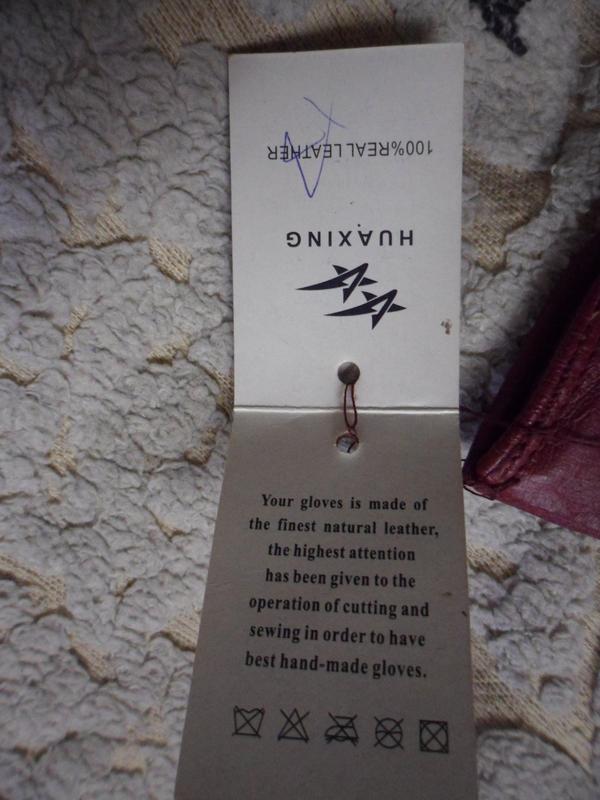 HUAXING
100%REAL LEATHER
Your gloves is made of
the finest natural leather,
the highest attention
has been given to the
operation of cutting and
sewing in order to have
best hand-made gloves.